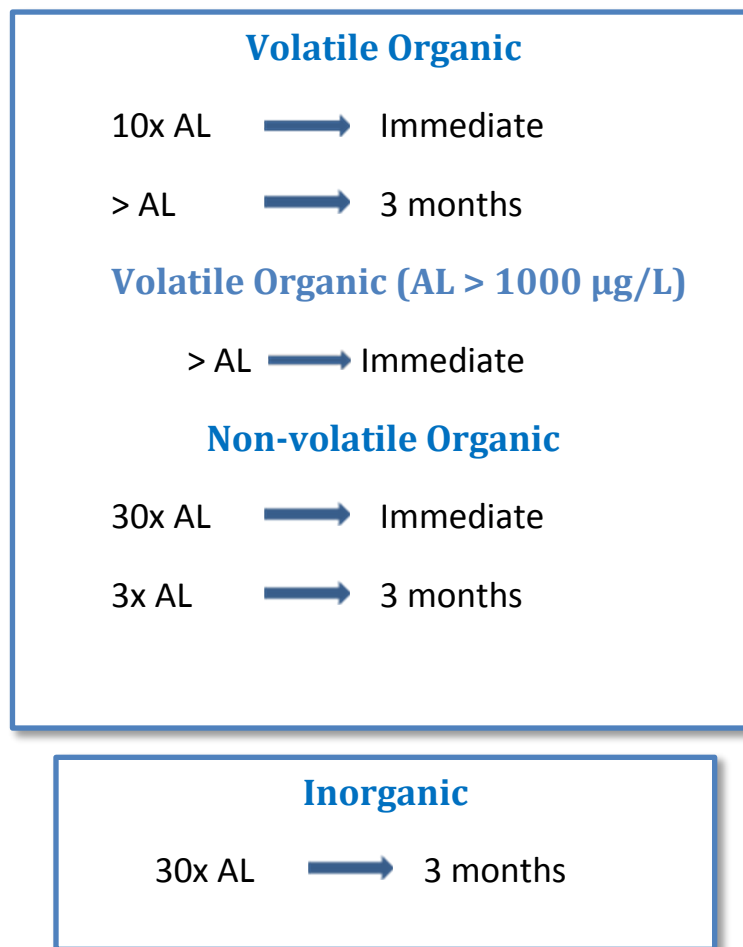 Volatile Organic
10x AL Immediate
> AL 3 months
Volatile Organic (AL > 1000 µg/L)
> AL Immediate
Non-volatile Organic
30x AL Immediate
3x AL 3 months
Inorganic
30x AL 3 months